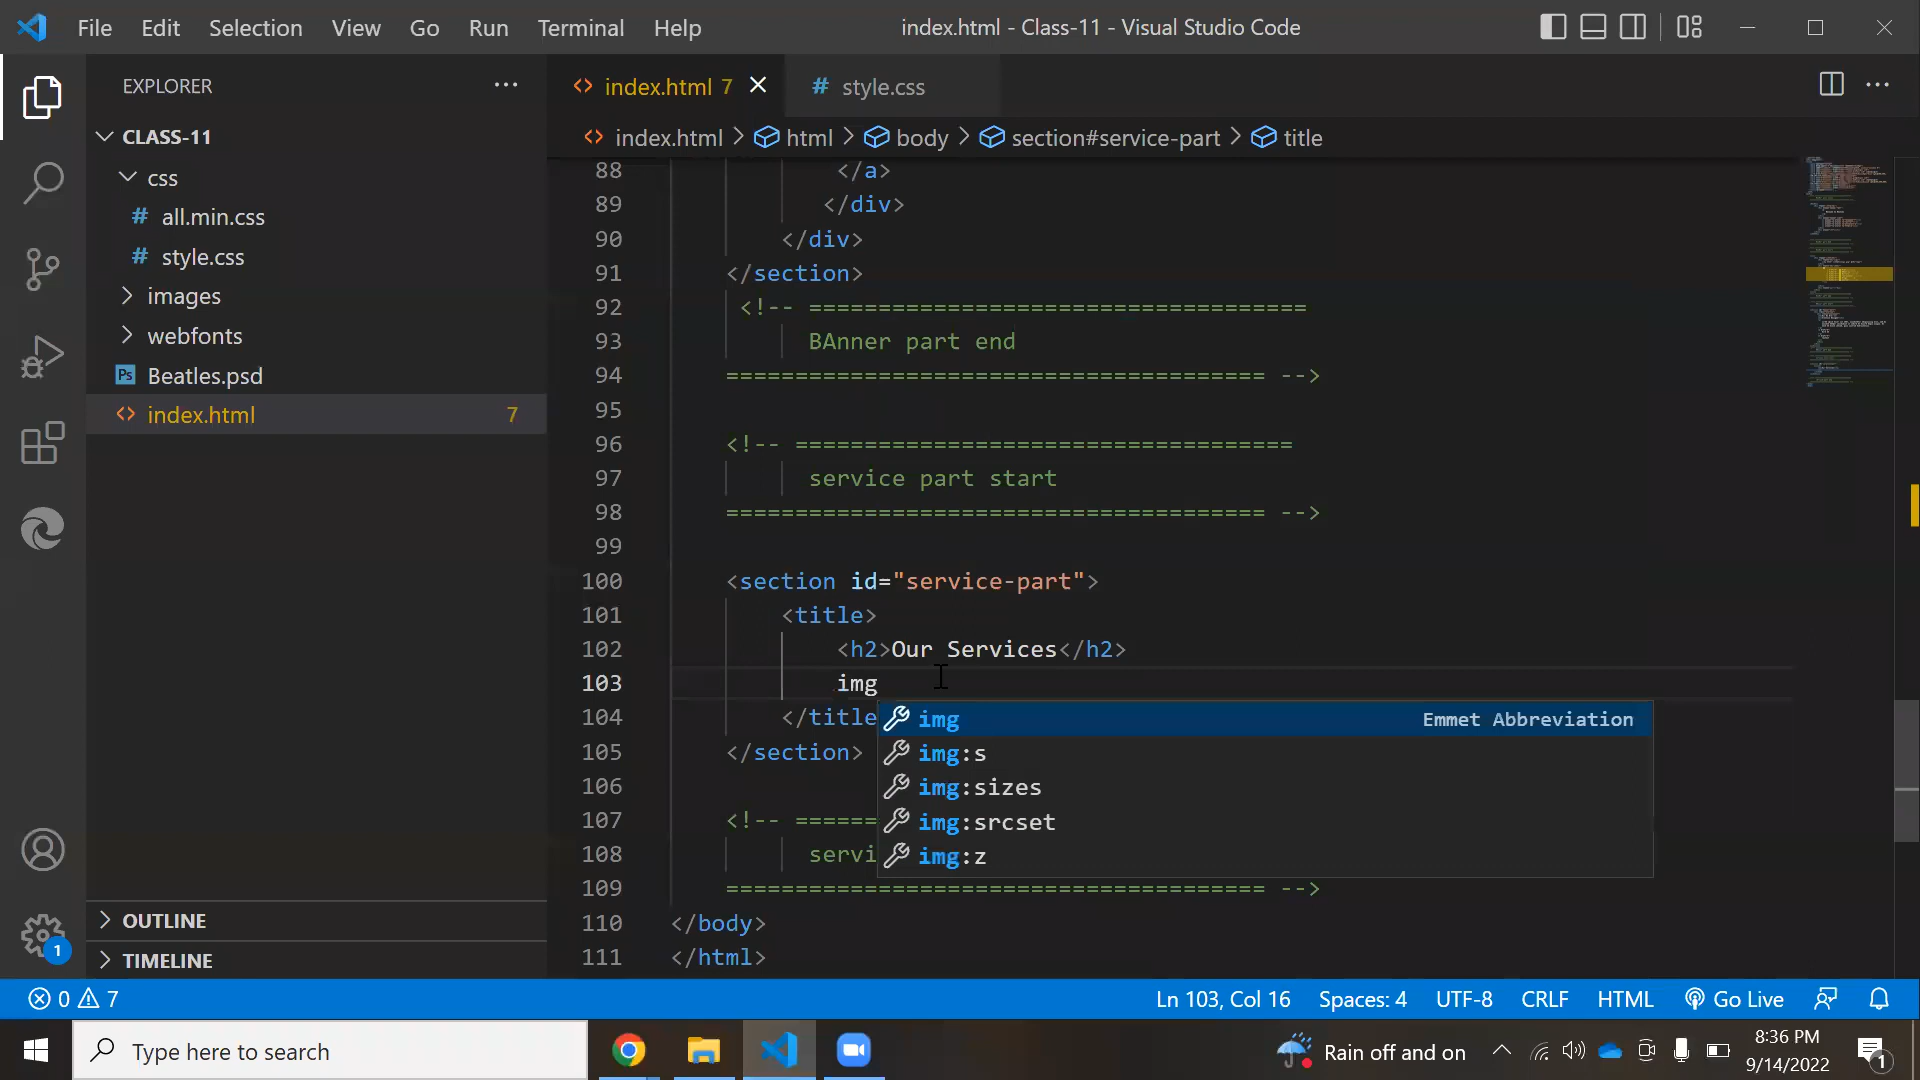 File Edit Selection View Go Run Terminal Help
index.html - Class-11 - Visual Studio Code
EXPLORER
index.html 7
# style.css
index.html > html > body > section#service-part > title
CLASS-11
css
# all.min.css
# style.css
images
webfonts
Ps Beatles.psd
index.html 7
OUTLINE
TIMELINE
88 </a>
89 </div>
90 </div>
91 </section>
92 <!-- ====================================
93 BAnner part end
94 ======================================= -->
95
96 <!-- ====================================
97 service part start
98 ======================================= -->
99
100 <section id="service-part">
101 <title>
102 <h2>Our Services</h2>
103 img
104 </title
105 </section>
106
107 <!-- ======
108 servi
109 ======================================= -->
110 </body>
111 </html>
img Emmet Abbreviation
img:s
img:sizes
img:srcset
img:z
1
0 7
Ln 103, Col 16 Spaces: 4 UTF-8 CRLF HTML Go Live
Type here to search
Rain off and on
8:36 PM
9/14/2022
1